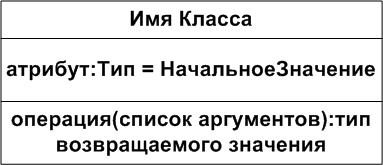 Имя Класса
атрибут:Тип = НачальноеЗначение
операция(список аргументов):тип
возвращаемого значения